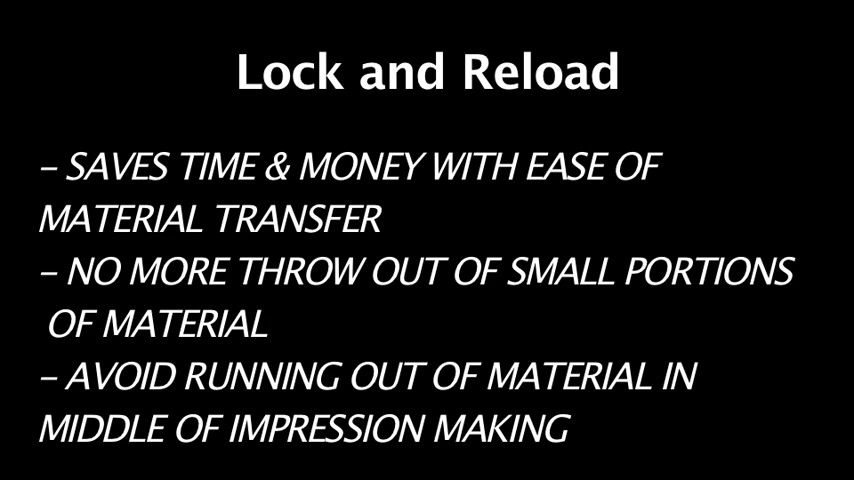 Lock and Reload
– SAVES TIME & MONEY WITH EASE OF
MATERIAL TRANSFER
– NO MORE THROW OUT OF SMALL PORTIONS
OF MATERIAL
– AVOID RUNNING OUT OF MATERIAL IN
MIDDLE OF IMPRESSION MAKING